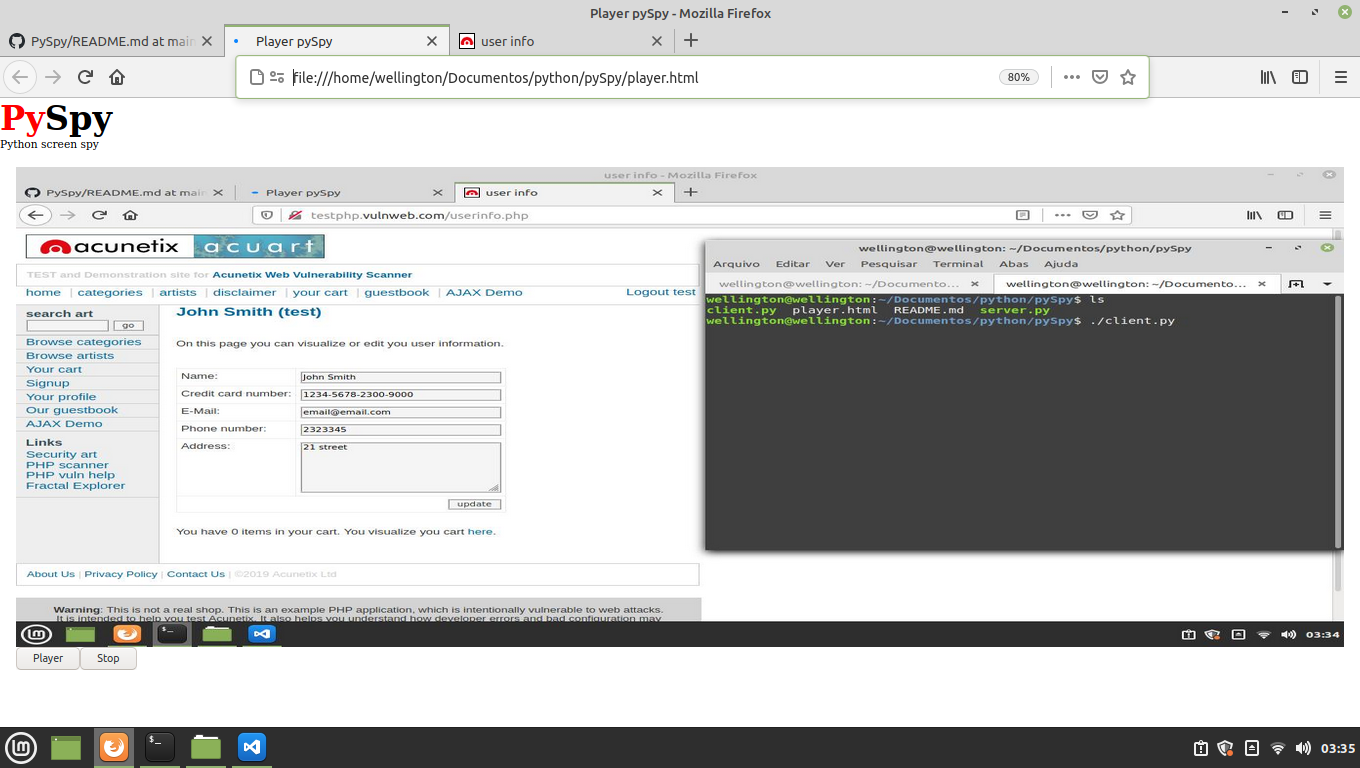 Player pySpy - Mozilla Firefox
PySpy/README.md at main
Player pySpy
user info
file:///home/wellington/Documentos/python/pySpy/player.html
80%
PySpy
Python screen spy
user info - Mozilla Firefox
PySpy/README.md at main
Player pySpy
user info
testphp.vulnweb.com/userinfo.php
acunetix acuart
TEST and Demonstration site for Acunetix Web Vulnerability Scanner
home | categories | artists | disclaimer | your cart | guestbook | AJAX Demo
Logout test
search art
go
Browse categories
Browse artists
Your cart
Signup
Your profile
Our guestbook
AJAX Demo
Links
Security art
PHP scanner
PHP vuln help
Fractal Explorer
John Smith (test)
On this page you can visualize or edit you user information.
Name: John Smith
Credit card number: 1234-5678-2300-9000
E-Mail: email@email.com
Phone number: 2323345
Address: 21 street
update
You have 0 items in your cart. You visualize you cart here.
About Us | Privacy Policy | Contact Us | ©2019 Acunetix Ltd
Warning: This is not a real shop. This is an example PHP application, which is intentionally vulnerable to web attacks.
It is intended to help you test Acunetix. It also helps you understand how developer errors and bad configuration may
wellington@wellington: ~/Documentos/python/pySpy
Arquivo Editar Ver Pesquisar Terminal Abas Ajuda
wellington@wellington: ~/Documento...
wellington@wellington: ~/Documento...
wellington@wellington:~/Documentos/python/pySpy$ ls
client.py player.html README.md server.py
wellington@wellington:~/Documentos/python/pySpy$ ./client.py
03:34
Player
Stop
03:35